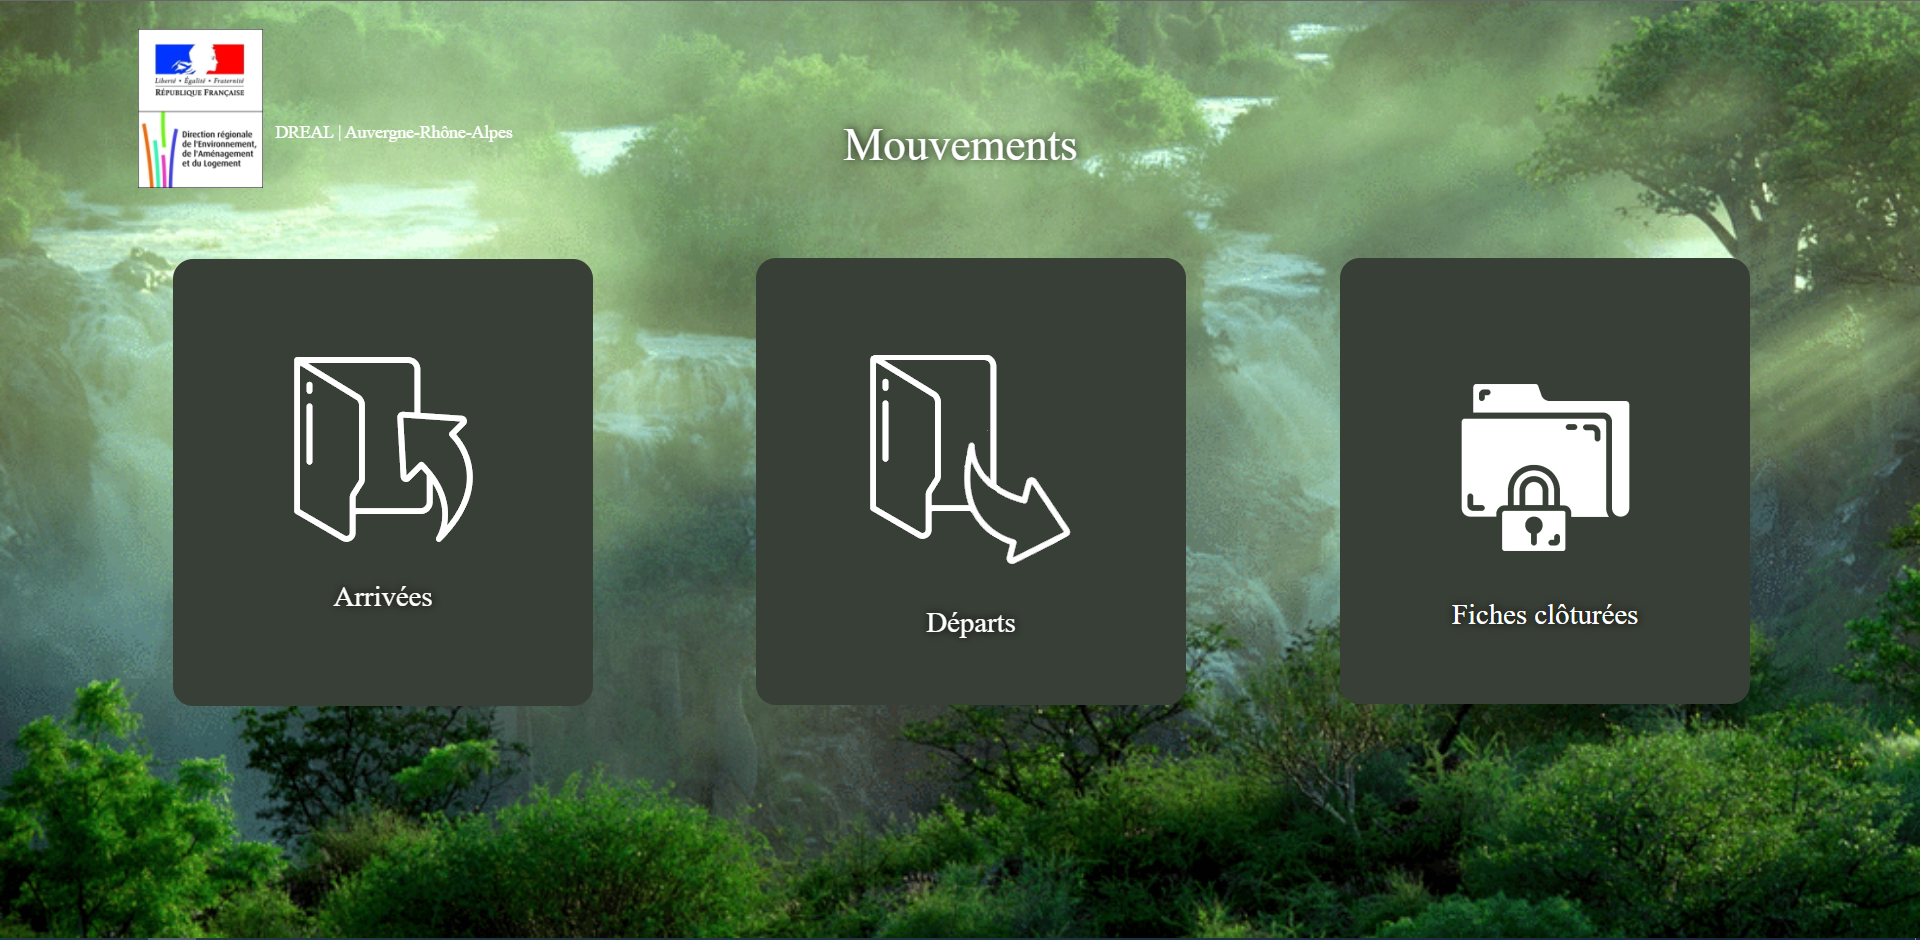 Liberté • Égalité • Fraternité
RÉPUBLIQUE FRANÇAISE
Direction régionale
de l'Environnement,
de l'Aménagement
et du Logement
DREAL | Auvergne-Rhône-Alpes
Mouvements
Arrivées
Départs
Fiches clôturées